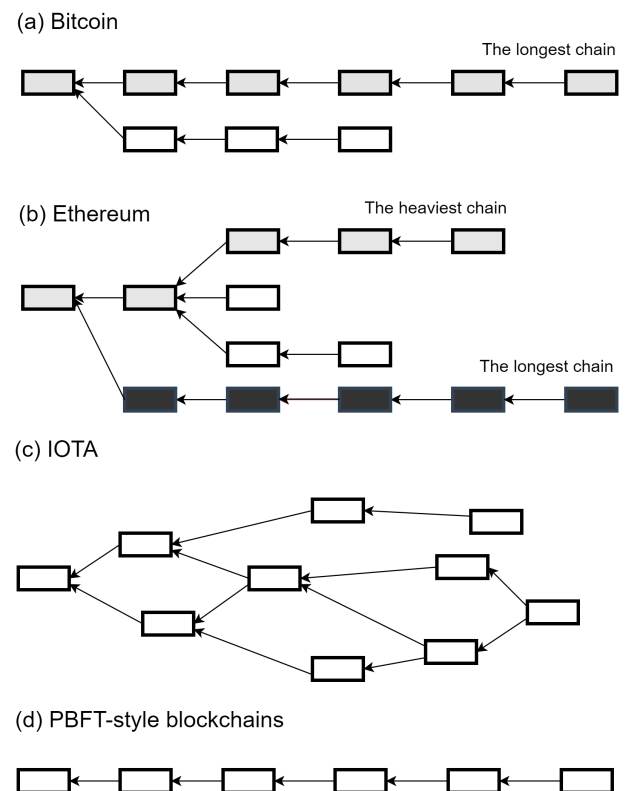 (a) Bitcoin
The longest chain
(b) Ethereum
The heaviest chain
The longest chain
(c) IOTA
(d) PBFT-style blockchains